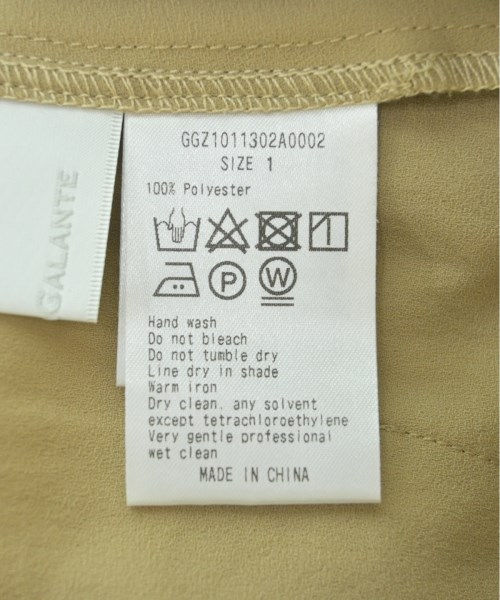 GALANTE
GGZ1011302A0002
SIZE 1
100% Polyester
P
W
Hand wash
Do not bleach
Do not tumble dry
Line dry in shade
Warm iron
Dry clean. any solvent
except tetrachloroethylene
Very gentle professional
wet clean
MADE IN CHINA